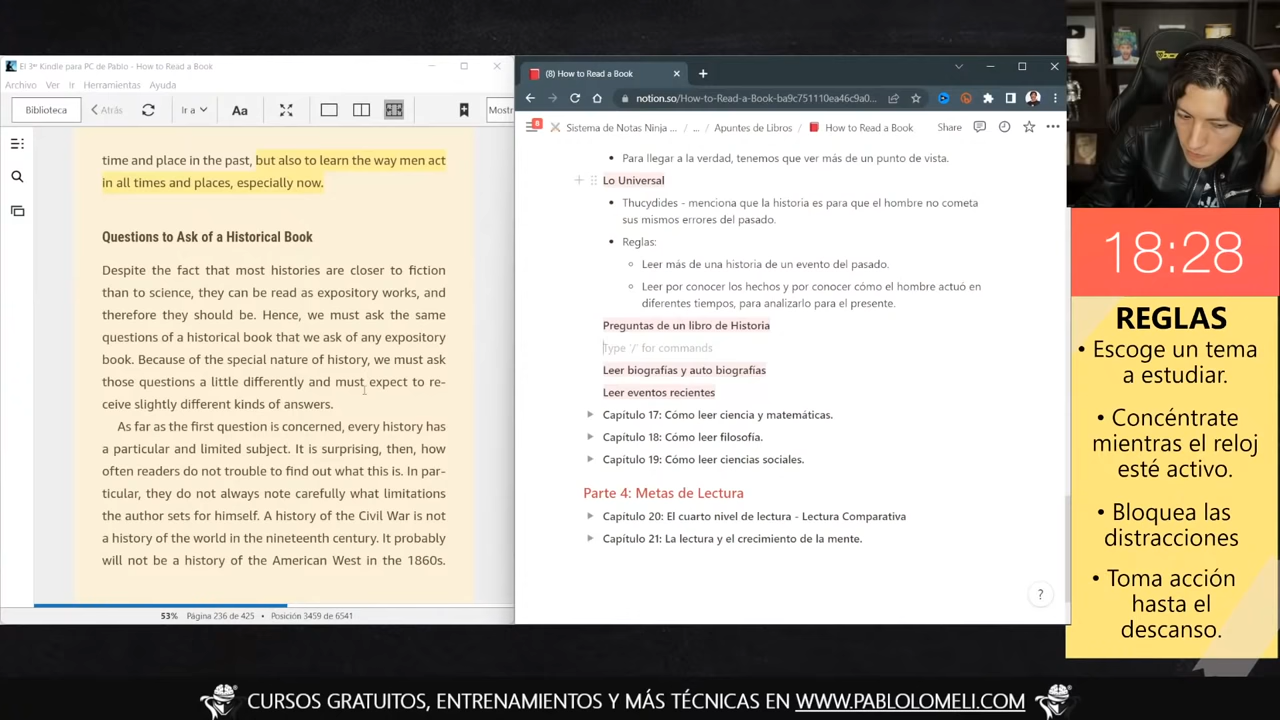 El 3er Kindle para PC de Pablo - How to Read a Book
Archivo Ver Ir Herramientas Ayuda
Biblioteca
Atrás
Ir a
Aa
Mostr
time and place in the past, but also to learn the way men act
in all times and places, especially now.
Questions to Ask of a Historical Book
Despite the fact that most histories are closer to fiction
than to science, they can be read as expository works, and
therefore they should be. Hence, we must ask the same
questions of a historical book that we ask of any expository
book. Because of the special nature of history, we must ask
those questions a little differently and must expect to re-
ceive slightly different kinds of answers.
As far as the first question is concerned, every history has
a particular and limited subject. It is surprising, then, how
often readers do not trouble to find out what this is. In par-
ticular, they do not always note carefully what limitations
the author sets for himself. A history of the Civil War is not
a history of the world in the nineteenth century. It probably
will not be a history of the American West in the 1860s.
53% Página 236 de 425 • Posición 3459 de 6541
(8) How to Read a Book
notion.so/How-to-Read-a-Book-ba9c751110ea46c9a0...
8
Sistema de Notas Ninja ... / ... / Apuntes de Libros / How to Read a Book
Share
• Para llegar a la verdad, tenemos que ver más de un punto de vista.
Lo Universal
• Thucydides - menciona que la historia es para que el hombre no cometa
sus mismos errores del pasado.
• Reglas:
◦ Leer más de una historia de un evento del pasado.
◦ Leer por conocer los hechos y por conocer cómo el hombre actuó en
diferentes tiempos, para analizarlo para el presente.
Preguntas de un libro de Historia
Type '/' for commands
Leer biografías y auto biografías
Leer eventos recientes
Capítulo 17: Cómo leer ciencia y matemáticas.
Capítulo 18: Cómo leer filosofía.
Capítulo 19: Cómo leer ciencias sociales.
Parte 4: Metas de Lectura
Capítulo 20: El cuarto nivel de lectura - Lectura Comparativa
Capítulo 21: La lectura y el crecimiento de la mente.
?
18:28
REGLAS
• Escoge un tema
a estudiar.
• Concéntrate
mientras el reloj
esté activo.
• Bloquea las
distracciones
• Toma acción
hasta el
descanso.
CURSOS GRATUITOS, ENTRENAMIENTOS Y MÁS TÉCNICAS EN WWW.PABLOLOMELI.COM